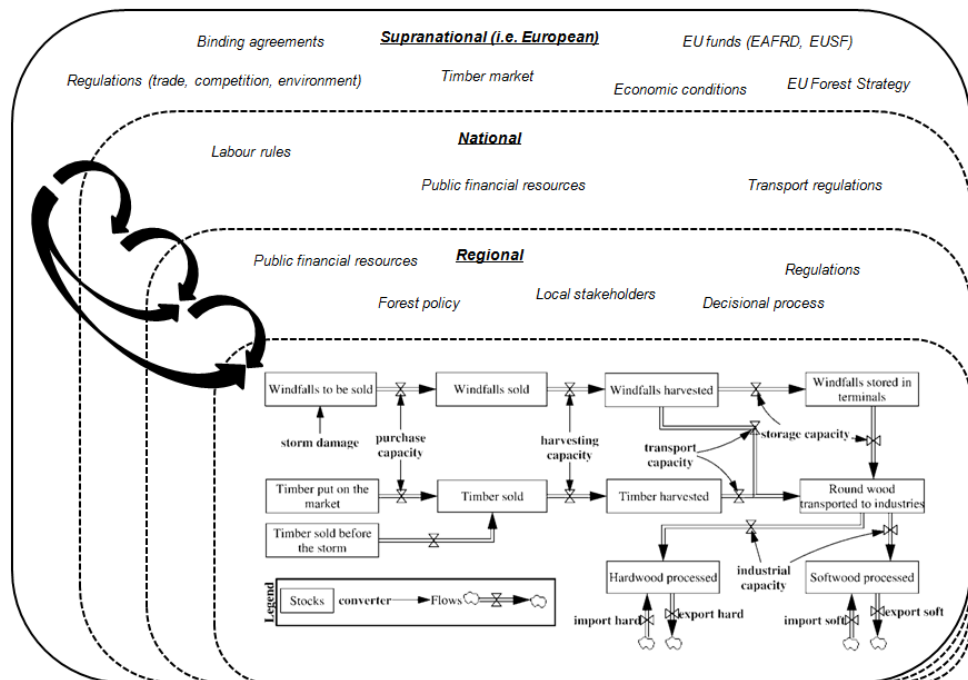 Binding agreements
Supranational (i.e. European)
EU funds (EAFRD, EUSF)
Regulations (trade, competition, environment)
Timber market
Economic conditions
EU Forest Strategy
National
Labour rules
Public financial resources
Transport regulations
Regional
Public financial resources
Regulations
Forest policy
Local stakeholders
Decisional process
Windfalls to be sold
Windfalls sold
Windfalls harvested
Windfalls stored in
terminals
storm damage
purchase
capacity
harvesting
capacity
transport
capacity
storage capacity
Timber put on the
market
Timber sold
Timber harvested
Round wood
transported to industries
Timber sold before
the storm
Hardwood processed
industrial
capacity
Softwood processed
Legend
Stocks
converter
Flows
import hard
export hard
import soft
export soft